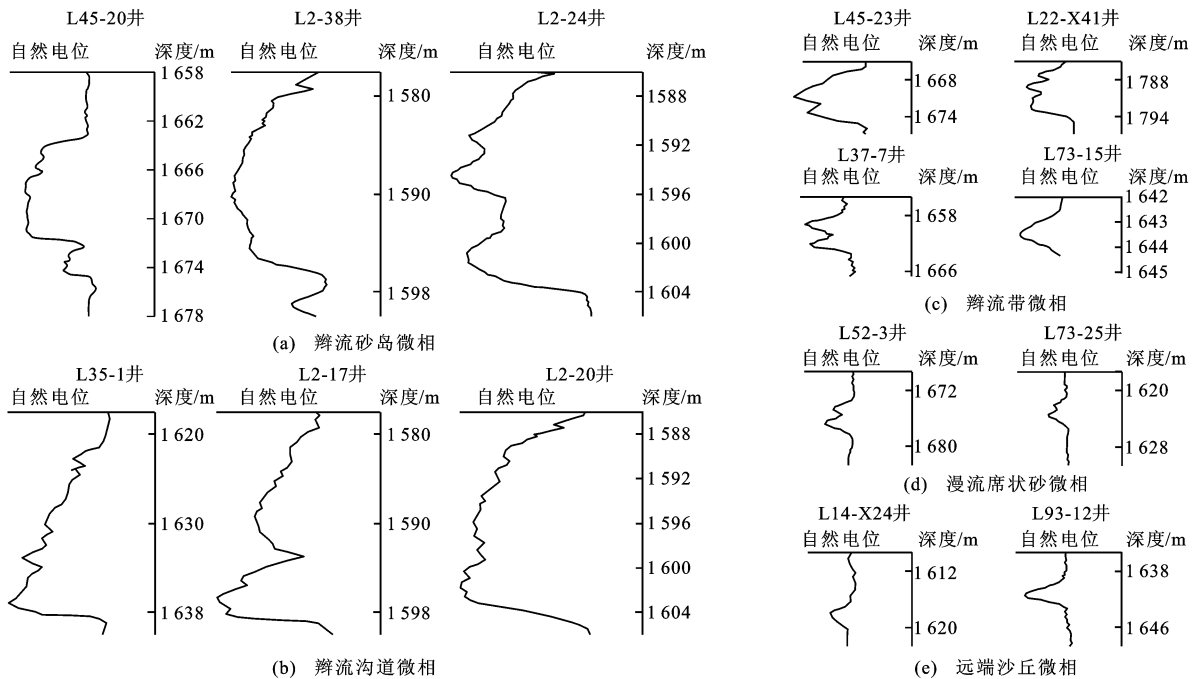 L45-20井 L2-38井 L2-24井
自然电位 深度/m 自然电位 深度/m 自然电位 深度/m
1 658
1 662
1 666
1 670
1 674
1 678
1 580
1 590
1 598
1588
1 592
1 596
1 600
1 604
(a) 辫流砂岛微相
L35-1井 L2-17井 L2-20井
自然电位 深度/m 自然电位 深度/m 自然电位 深度/m
1 620
1 630
1 638
1 580
1 590
1 598
1 588
1 592
1 596
1 600
1 604
(b) 辫流沟道微相
L45-23井 L22-X41井
自然电位 深度/m 自然电位 深度/m
1 668
1 674
1 788
1 794
L37-7井 L73-15井
自然电位 深度/m 自然电位 深度/m
1 658
1 666
1 642
1 643
1 644
1 645
(c) 辫流带微相
L52-3井 L73-25井
自然电位 深度/m 自然电位 深度/m
1 672
1 680
1 620
1 628
(d) 漫流席状砂微相
L14-X24井 L93-12井
自然电位 深度/m 自然电位 深度/m
1 612
1 620
1 638
1 646
(e) 远端沙丘微相